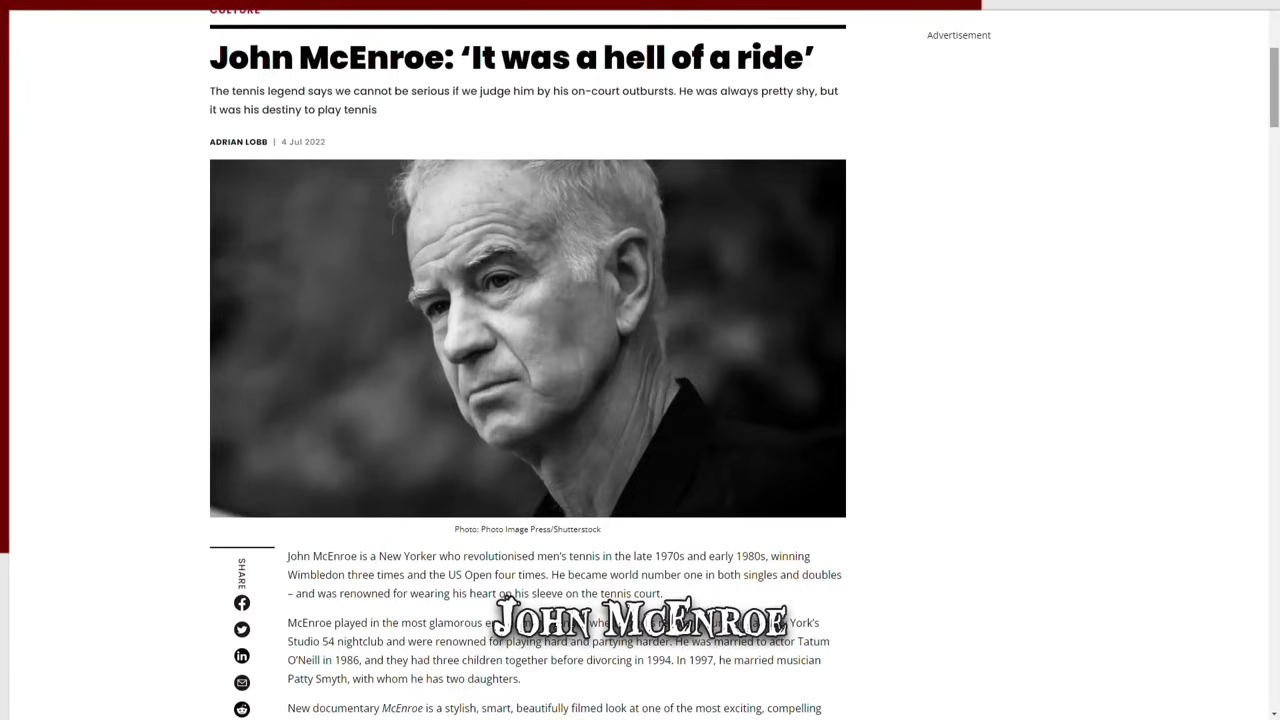 CULTURE
Advertisement
John McEnroe: ‘It was a hell of a ride’
The tennis legend says we cannot be serious if we judge him by his on-court outbursts. He was always pretty shy, but
it was his destiny to play tennis
ADRIAN LOBB | 4 Jul 2022
Photo: Photo Image Press/Shutterstock
SHARE
John McEnroe is a New Yorker who revolutionised men’s tennis in the late 1970s and early 1980s, winning
Wimbledon three times and the US Open four times. He became world number one in both singles and doubles
– and was renowned for wearing his heart on his sleeve on the tennis court.
McEnroe played in the most glamorous York’s
John McEnroe
Studio 54 nightclub and were renowned for playing hard and partying harder. He was married to actor Tatum
O’Neill in 1986, and they had three children together before divorcing in 1994. In 1997, he married musician
Patty Smyth, with whom he has two daughters.
New documentary McEnroe is a stylish, smart, beautifully filmed look at one of the most exciting, compelling